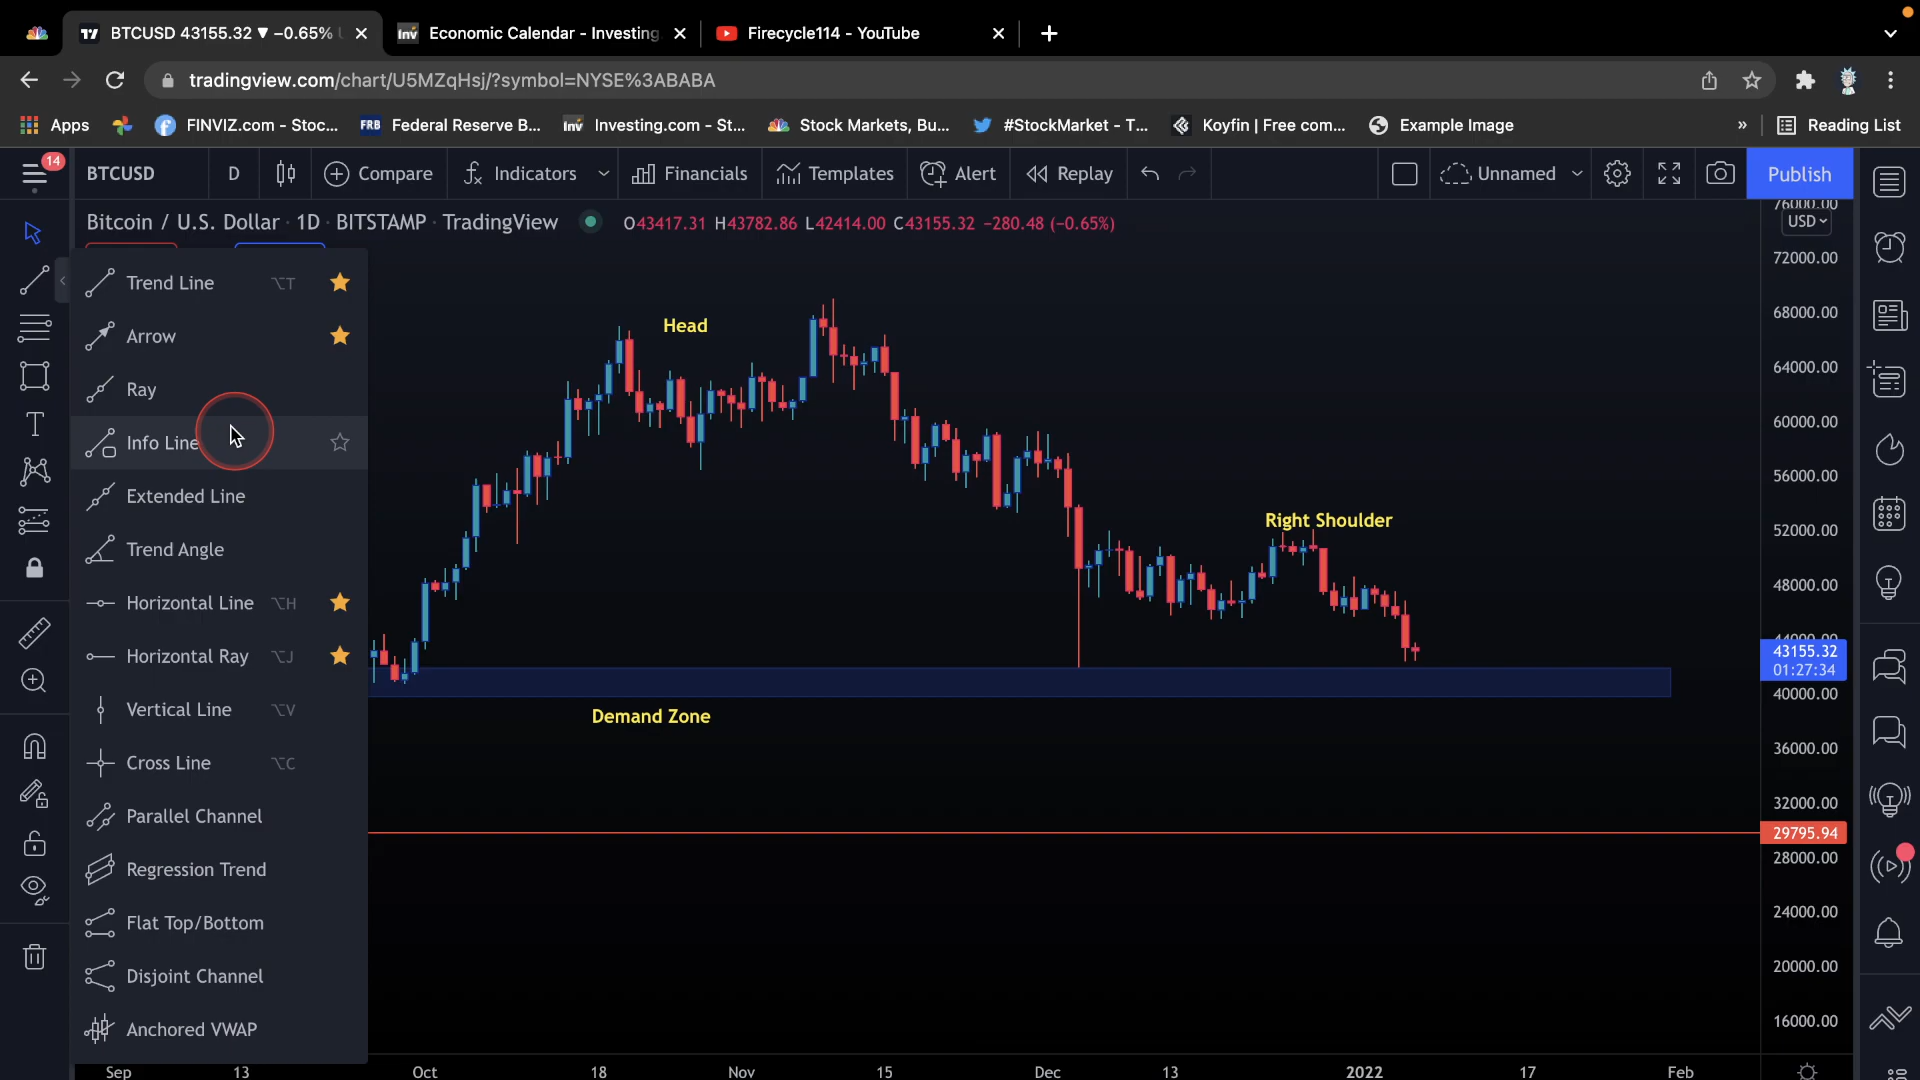 BTCUSD 43155.32 ▼ −0.65%
Economic Calendar - Investing
Firecycle114 - YouTube
tradingview.com/chart/U5MZqHsj/?symbol=NYSE%3ABABA
Apps
FINVIZ.com - Stoc...
FRB
Federal Reserve B...
Inv
Investing.com - St...
Stock Markets, Bu...
#StockMarket - T...
Koyfin | Free com...
Example Image
»
Reading List
14
BTCUSD
D
Compare
Indicators
Financials
Templates
Alert
Replay
Unnamed
Publish
Bitcoin / U.S. Dollar · 1D · BITSTAMP · TradingView
O43417.31 H43782.86 L42414.00 C43155.32 −280.48 (−0.65%)
76000.00
USD
72000.00
68000.00
64000.00
60000.00
56000.00
52000.00
48000.00
44000.00
43155.32
01:27:34
40000.00
36000.00
32000.00
29795.94
28000.00
24000.00
20000.00
16000.00
Trend Line ⌥T
Arrow
Ray
Info Line
Extended Line
Trend Angle
Horizontal Line ⌥H
Horizontal Ray ⌥J
Vertical Line ⌥V
Cross Line ⌥C
Parallel Channel
Regression Trend
Flat Top/Bottom
Disjoint Channel
Anchored VWAP
Head
Right Shoulder
Demand Zone
Sep 13 Oct 18 Nov 15 Dec 13 2022 17 Feb